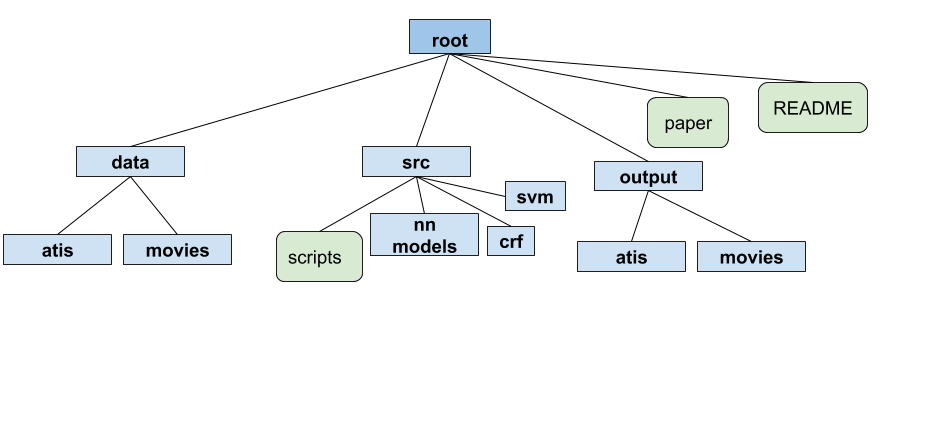 root
README
paper
data
src
output
svm
nn
models
crf
scripts
atis
movies
atis
movies